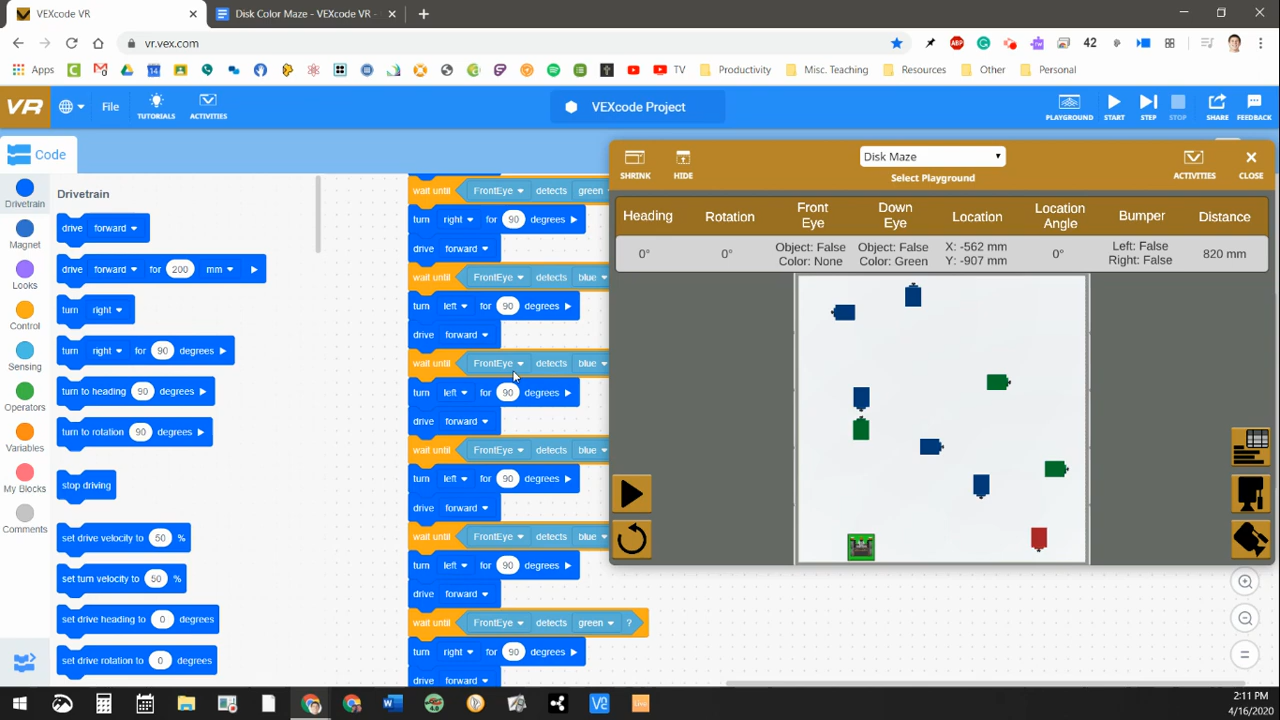 VEXcode VR
Disk Color Maze - VEXcode VR -
vr.vex.com
ABP
42
Apps
14
TV
Productivity
Misc. Teaching
Resources
Other
Personal
VR
File
TUTORIALS
ACTIVITIES
VEXcode Project
PLAYGROUND
START
STEP
STOP
SHARE
FEEDBACK
Code
SHRINK
HIDE
Disk Maze
Select Playground
ACTIVITIES
CLOSE
Heading
Rotation
Front Eye
Down Eye
Location
Location Angle
Bumper
Distance
0°
0°
Object: False
Color: None
Object: False
Color: Green
X: -562 mm
Y: -907 mm
0°
Left: False
Right: False
820 mm
Drivetrain
Magnet
Looks
Control
Sensing
Operators
Variables
My Blocks
Comments
Drivetrain
drive forward
drive forward for 200 mm
turn right
turn right for 90 degrees
turn to heading 90 degrees
turn to rotation 90 degrees
stop driving
set drive velocity to 50 %
set turn velocity to 50 %
set drive heading to 0 degrees
set drive rotation to 0 degrees
wait until FrontEye detects green
turn right for 90 degrees
drive forward
wait until FrontEye detects blue
turn left for 90 degrees
drive forward
wait until FrontEye detects blue
turn left for 90 degrees
drive forward
wait until FrontEye detects blue
turn left for 90 degrees
drive forward
wait until FrontEye detects blue
turn left for 90 degrees
drive forward
wait until FrontEye detects green ?
turn right for 90 degrees
drive forward
2:11 PM
4/16/2020